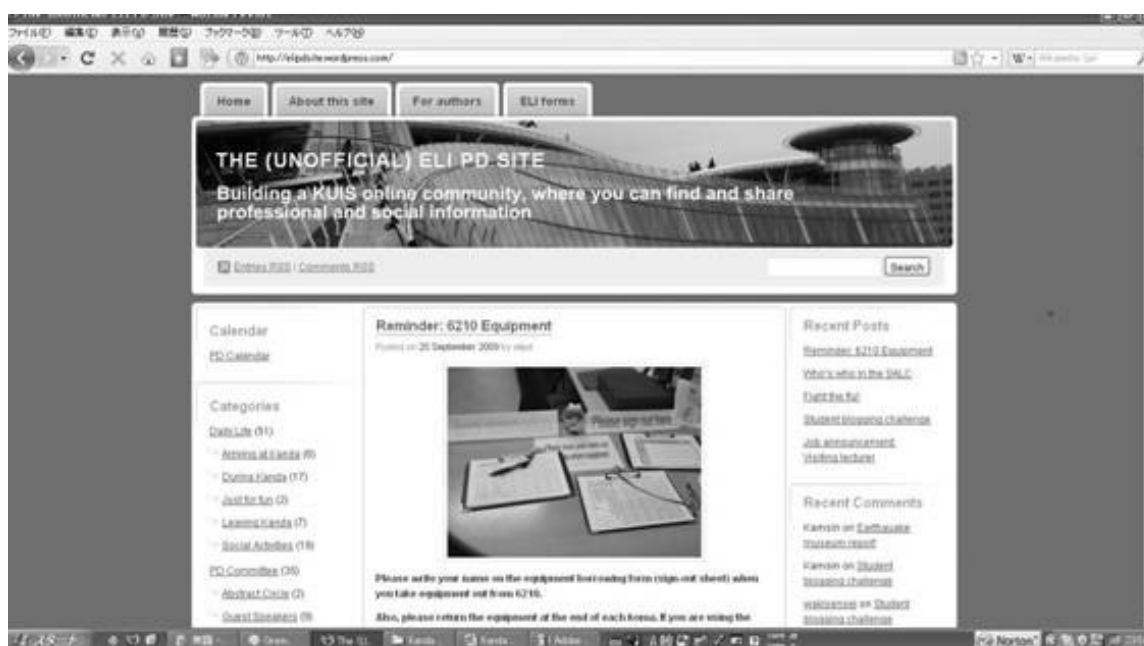 ファイル(F) 編集(E) 表示(V) 履歴(S) ブックマーク(B) ツール(T) ヘルプ(H)
http://elipdsite.wordpress.com/
Home About this site For authors ELI forms
THE (UNOFFICIAL) ELI PD SITE
Building a KUIS online community, where you can find and share
professional and social information
Entries RSS | Comments RSS
Search
Calendar
PD Calendar
Categories
Daily Life (51)
Arriving at Kanda (6)
During Kanda (17)
Just for fun (2)
Leaving Kanda (7)
Social Activities (19)
PD Committee (35)
Abstract Circle (2)
Guest Speakers (9)
Reminder: 6210 Equipment
Posted on 20 September 2009 by elipd
Please sign out here
Please write your name on the equipment borrowing form (sign-out sheet) when
you take equipment out from 6210.
Also, please return the equipment at the end of each koma. If you are using the
Recent Posts
Reminder: 6210 Equipment
Who's who in the SALC
Fight the flu!
Student blogging challenge
Job announcement:
Visiting lecturer
Recent Comments
Kamsin on Earthquake
museum report
Kamsin on Student
blogging challenge
on Student
blogging challenge
Norton